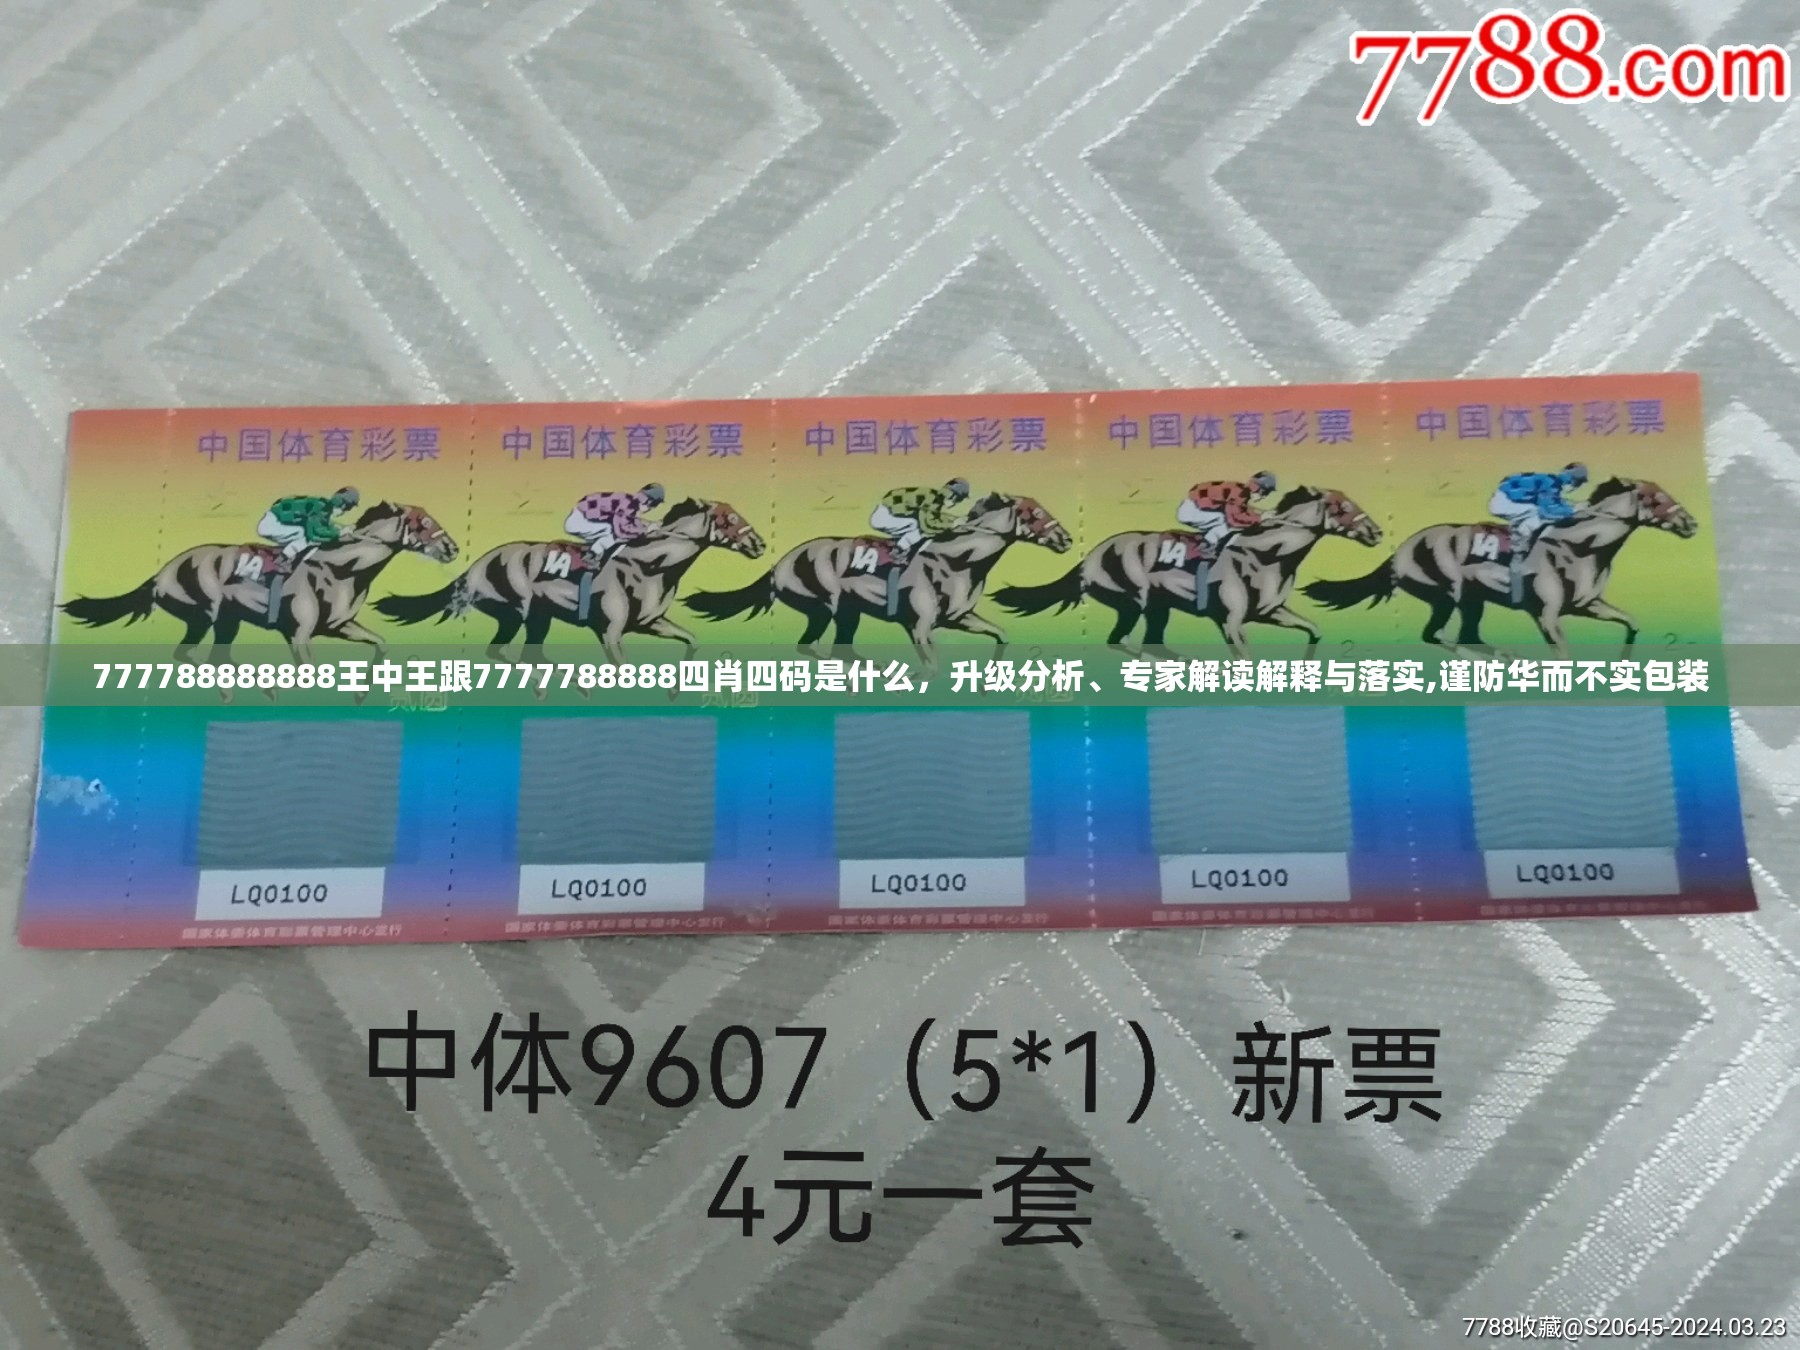 7788.com
中国体育彩票 中国体育彩票 中国体育彩票 中国体育彩票 中国体育彩票
777788888888王中王跟7777788888四肖四码是什么，升级分析、专家解读解释与落实,谨防华而不实包装
LQ0100 LQ0100 LQ0100 LQ0100 LQ0100
中体9607（5*1）新票
4元一套
7788收藏@S20645-2024.03.23